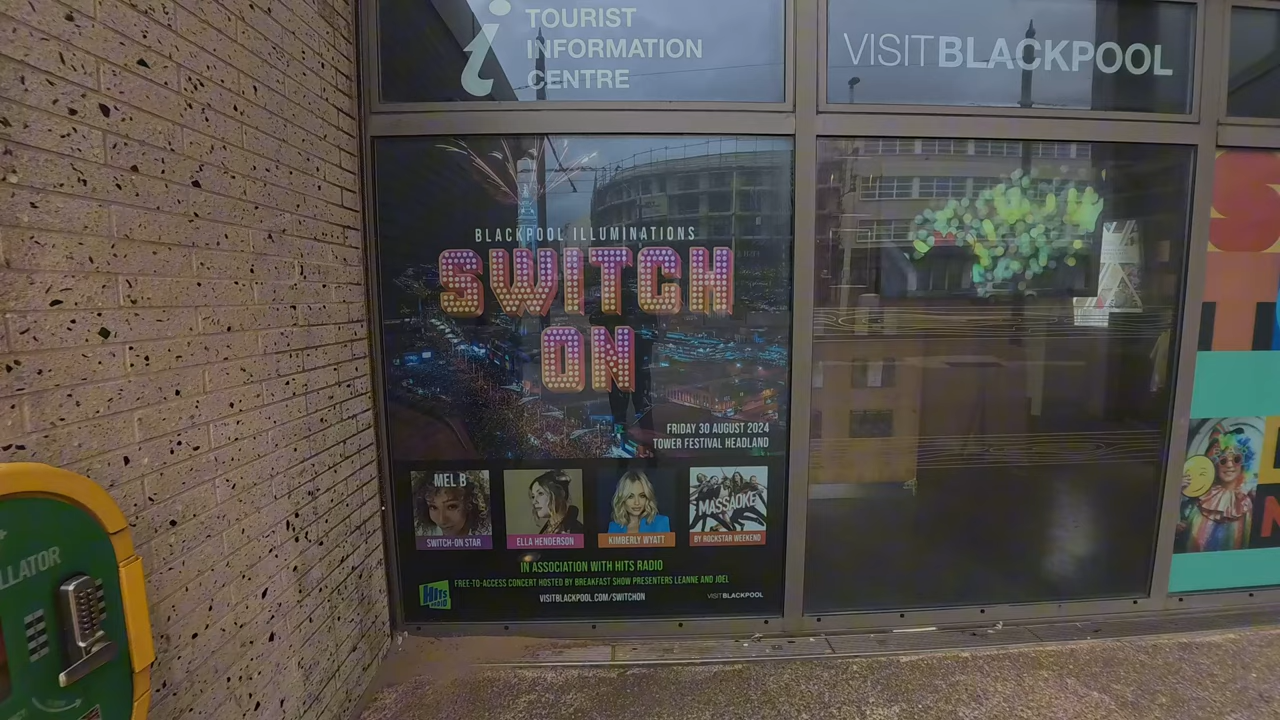 TOURIST
INFORMATION
CENTRE
VISITBLACKPOOL
BLACKPOOL ILLUMINATIONS
SWITCH
ON
FRIDAY 30 AUGUST 2024
TOWER FESTIVAL HEADLAND
MEL B
SWITCH-ON STAR
ELLA HENDERSON
KIMBERLY WYATT
MASSAOKE
BY ROCKSTAR WEEKEND
IN ASSOCIATION WITH HITS RADIO
FREE-TO-ACCESS CONCERT HOSTED BY BREAKFAST SHOW PRESENTERS LEANNE AND JOEL
HITS
RADIO
VISITBLACKPOOL.COM/SWITCHON
VISITBLACKPOOL
LLATOR